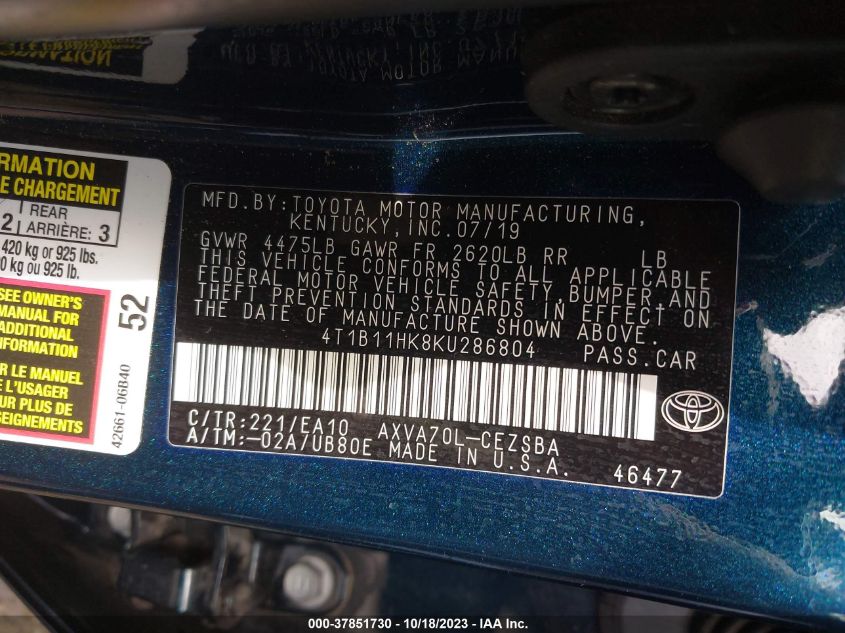 MFD.BY:TOYOTA MOTOR MANUFACTURING,
KENTUCKY, INC. 07/19
GVWR 4475LB GAWR FR 2620LB RR LB
THIS VEHICLE CONFORMS TO ALL APPLICABLE
FEDERAL MOTOR VEHICLE SAFETY, BUMPER, AND
THEFT PREVENTION STANDARDS IN EFFECT ON
THE DATE OF MANUFACTURE SHOWN ABOVE.
4T1B11HK8KU286804 PASS.CAR
C/TR:221/EA10 AXVA70L-CEZSBA
A/TM:-02A/UB80E MADE IN U.S.A.
46477
CHARGEMENT
2 REAR
ARRIÈRE: 3
420 kg or 925 lbs.
kg ou 925 lb.
SEE OWNER'S
MANUAL FOR
ADDITIONAL
INFORMATION
LE MANUEL
DE L'USAGER
POUR PLUS DE
52
42661-06B40
000-37851730 - 10/18/2023 - IAA Inc.